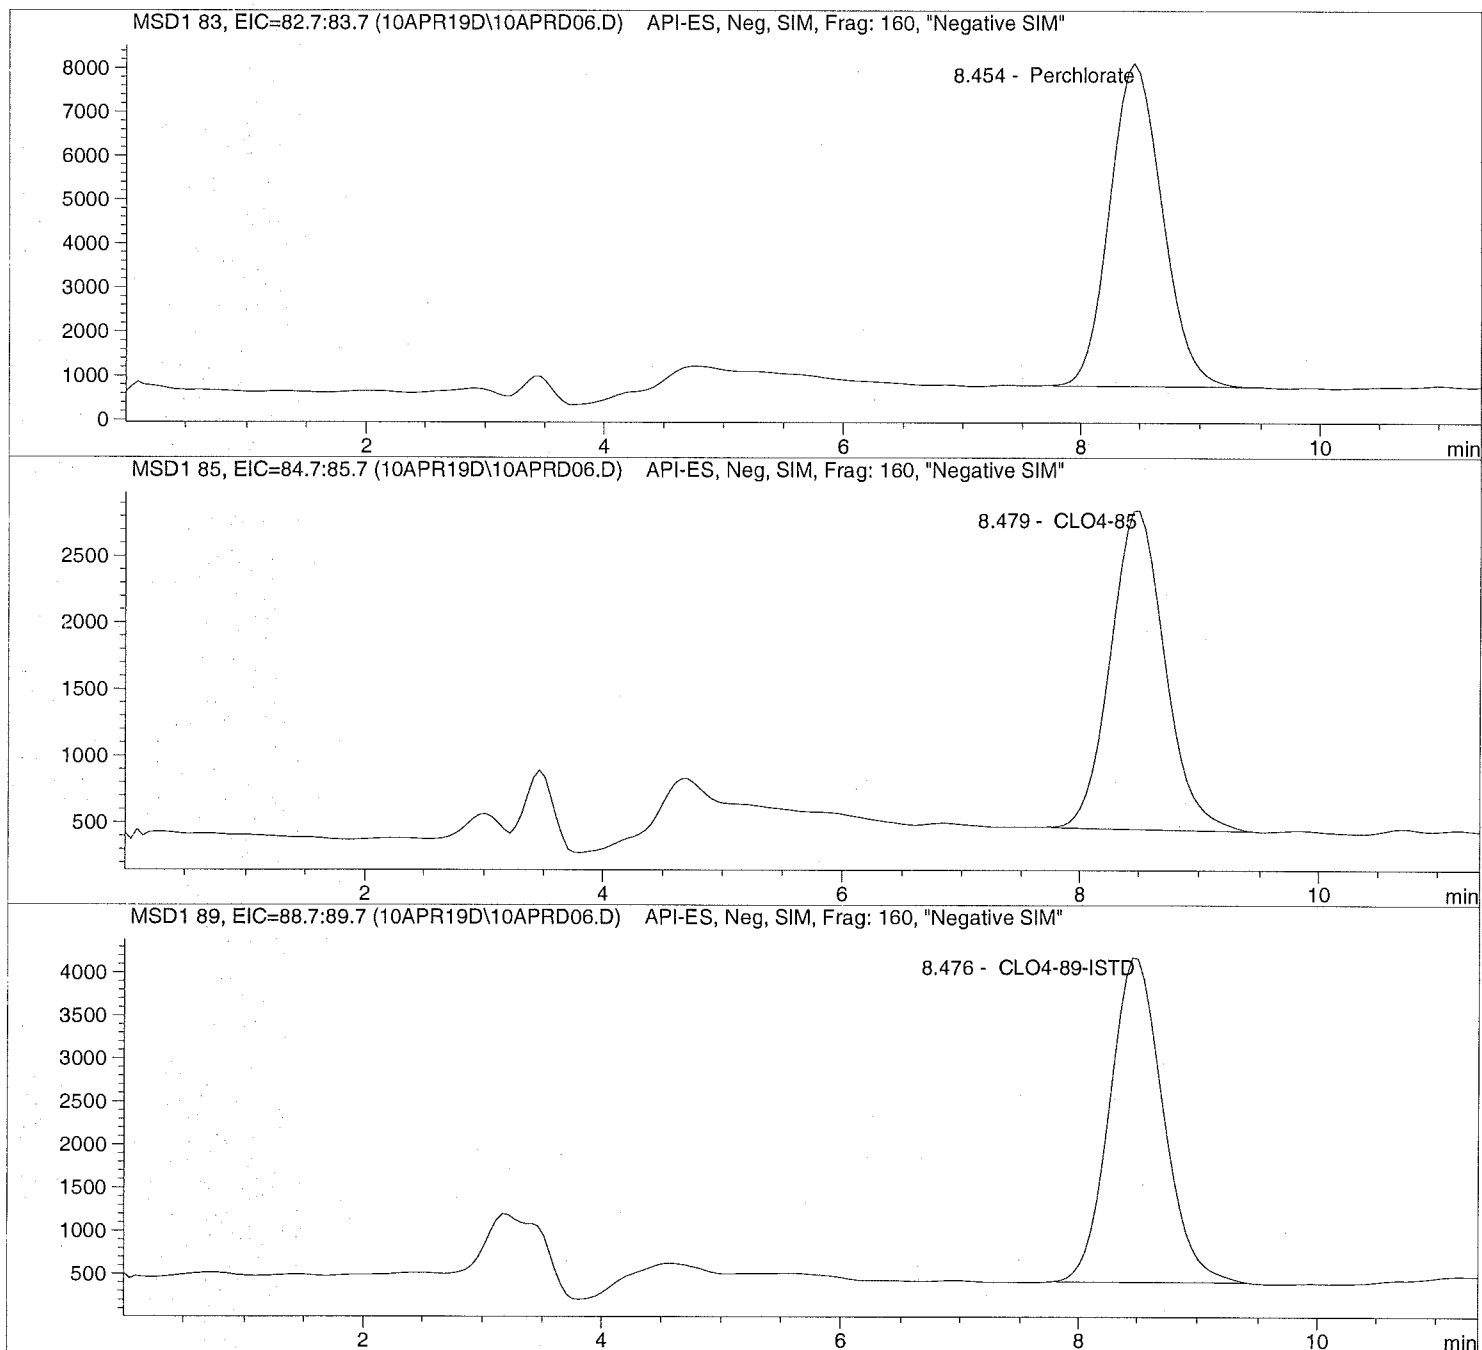 MSD1 83, EIC=82.7:83.7 (10APR19D\10APRD06.D) API-ES, Neg, SIM, Frag: 160, "Negative SIM"
8.454 - Perchlorate
8000
7000
6000
5000
4000
3000
2000
1000
0
2 4 6 8 10 min
MSD1 85, EIC=84.7:85.7 (10APR19D\10APRD06.D) API-ES, Neg, SIM, Frag: 160, "Negative SIM"
8.479 - CLO4-85
2500
2000
1500
1000
500
2 4 6 8 10 min
MSD1 89, EIC=88.7:89.7 (10APR19D\10APRD06.D) API-ES, Neg, SIM, Frag: 160, "Negative SIM"
8.476 - CLO4-89-ISTD
4000
3500
3000
2500
2000
1500
1000
500
2 4 6 8 10 min